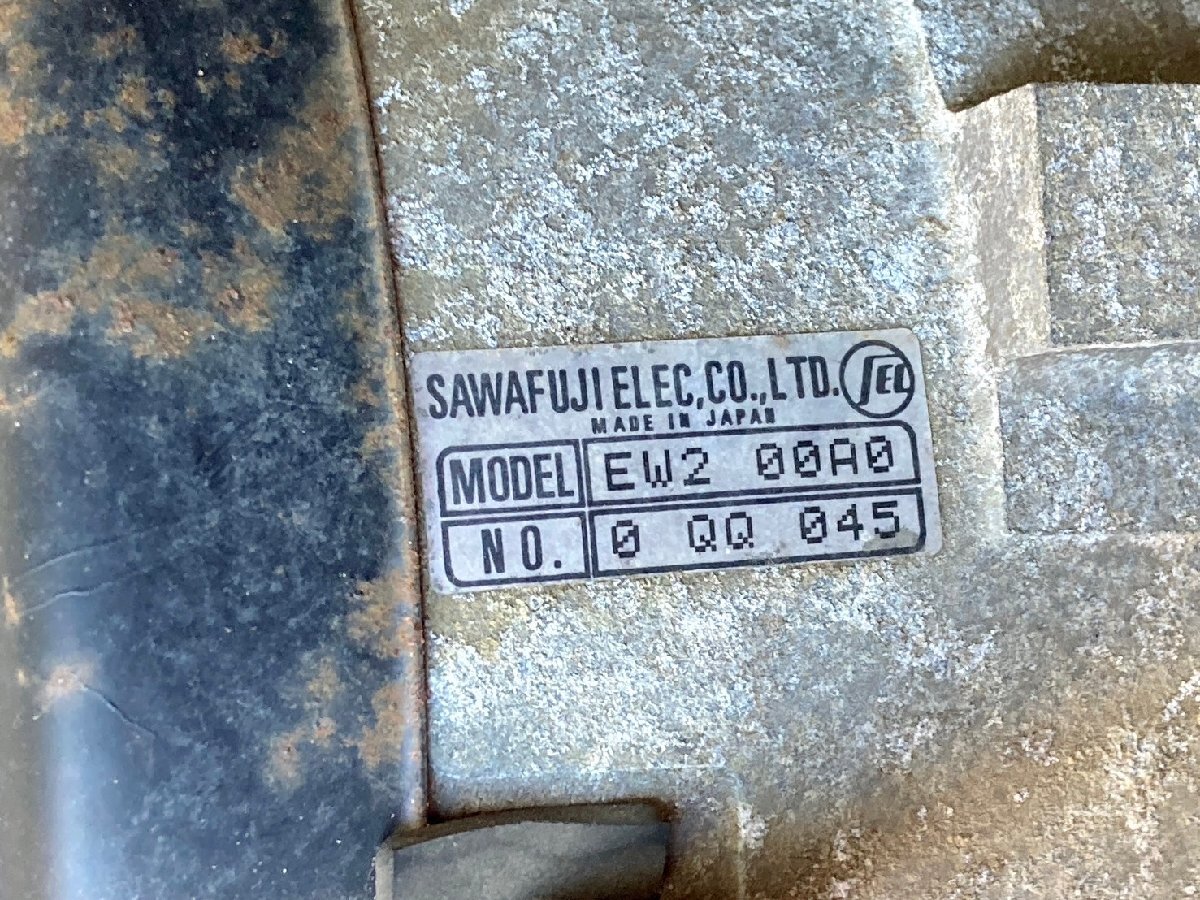 SAWAFUJI ELEC,CO.,LTD. SEL
MADE IN JAPAN
MODEL EW2 00A0
NO. 0 QQ 045